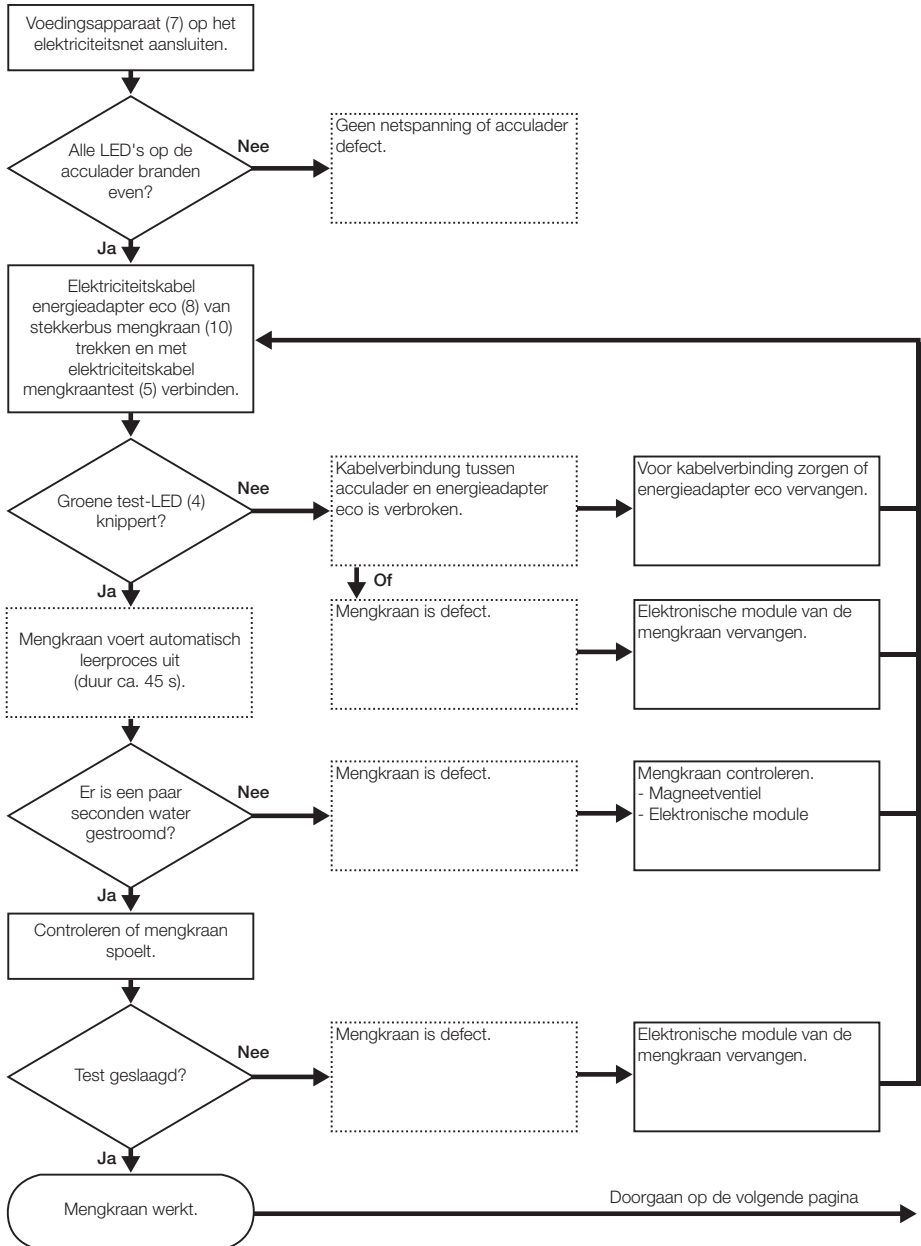 Voedingsapparaat (7) op het
elektriciteitsnet aansluiten.
Alle LED's op de
acculader branden
even?
Nee
Geen netspanning of acculader
defect.
Ja
Elektriciteitskabel
energieadapter eco (8) van
stekkerbus mengkraan (10)
trekken en met
elektriciteitskabel
mengkraantest (5) verbinden.
Groene test-LED (4)
knippert?
Nee
Kabelverbinding tussen
acculader en energieadapter
eco is verbroken.
Voor kabelverbinding zorgen of
energieadapter eco vervangen.
Of
Mengkraan is defect.
Elektronische module van de
mengkraan vervangen.
Ja
Mengkraan voert automatisch
leerproces uit
(duur ca. 45 s).
Er is een paar
seconden water
gestroomd?
Nee
Mengkraan is defect.
Mengkraan controleren.
- Magneetventiel
- Elektronische module
Ja
Controleren of mengkraan
spoelt.
Test geslaagd?
Nee
Mengkraan is defect.
Elektronische module van de
mengkraan vervangen.
Ja
Mengkraan werkt.
Doorgaan op de volgende pagina